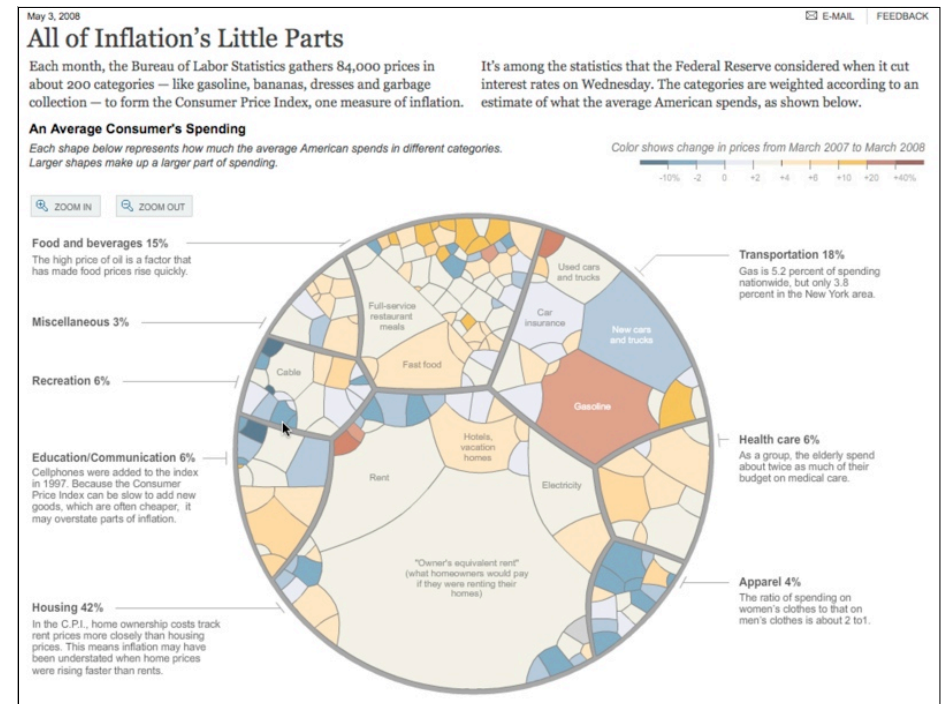 May 3, 2008
E-MAIL
FEEDBACK
All of Inflation's Little Parts
Each month, the Bureau of Labor Statistics gathers 84,000 prices in
about 200 categories — like gasoline, bananas, dresses and garbage
collection — to form the Consumer Price Index, one measure of inflation.
It's among the statistics that the Federal Reserve considered when it cut
interest rates on Wednesday. The categories are weighted according to an
estimate of what the average American spends, as shown below.
An Average Consumer's Spending
Each shape below represents how much the average American spends in different categories.
Larger shapes make up a larger part of spending.
Color shows change in prices from March 2007 to March 2008
-10% -2 0 +2 +4 +6 +10 +20 +40%
ZOOM IN
ZOOM OUT
Food and beverages 15%
The high price of oil is a factor that
has made food prices rise quickly.
Miscellaneous 3%
Recreation 6%
Education/Communication 6%
Cellphones were added to the index
in 1997. Because the Consumer
Price Index can be slow to add new
goods, which are often cheaper, it
may overstate parts of inflation.
Housing 42%
In the C.P.I., home ownership costs track
rent prices more closely than housing
prices. This means inflation may have
been understated when home prices
were rising faster than rents.
Full-service
restaurant
meals
Fast food
Used cars
and trucks
Car
insurance
New cars
and trucks
Gasoline
Cable
Hotels,
vacation
homes
Rent
Electricity
"Owner's equivalent rent"
(what homeowners would pay
if they were renting their
homes)
Transportation 18%
Gas is 5.2 percent of spending
nationwide, but only 3.8
percent in the New York area.
Health care 6%
As a group, the elderly spend
about twice as much of their
budget on medical care.
Apparel 4%
The ratio of spending on
women's clothes to that on
men's clothes is about 2 to1.